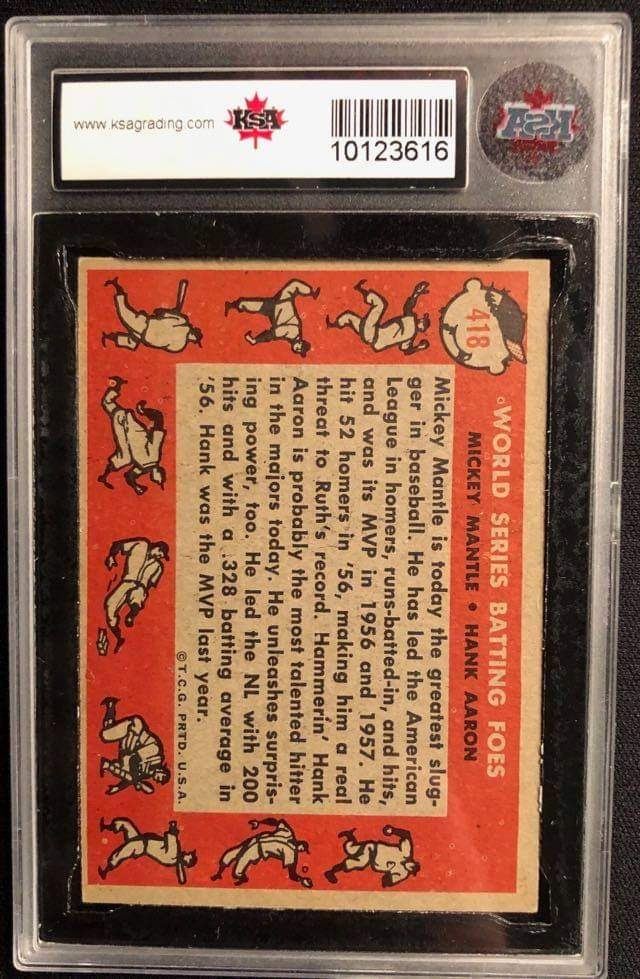 www.ksagrading.com
KSA
10123616
KSA
418
WORLD SERIES BATTING FOES
MICKEY MANTLE • HANK AARON
Mickey Mantle is today the greatest slug-
ger in baseball. He has led the American
League in homers, runs-batted-in, and hits,
and was its MVP in 1956 and 1957. He
hit 52 homers in '56, making him a real
threat to Ruth's record. Hammerin' Hank
Aaron is probably the most talented hitter
in the majors today. He unleashes surpris-
ing power, too. He led the NL with 200
hits and with a .328 batting average in
'56. Hank was the MVP last year.
© T.C.G. PRTD. U.S.A.